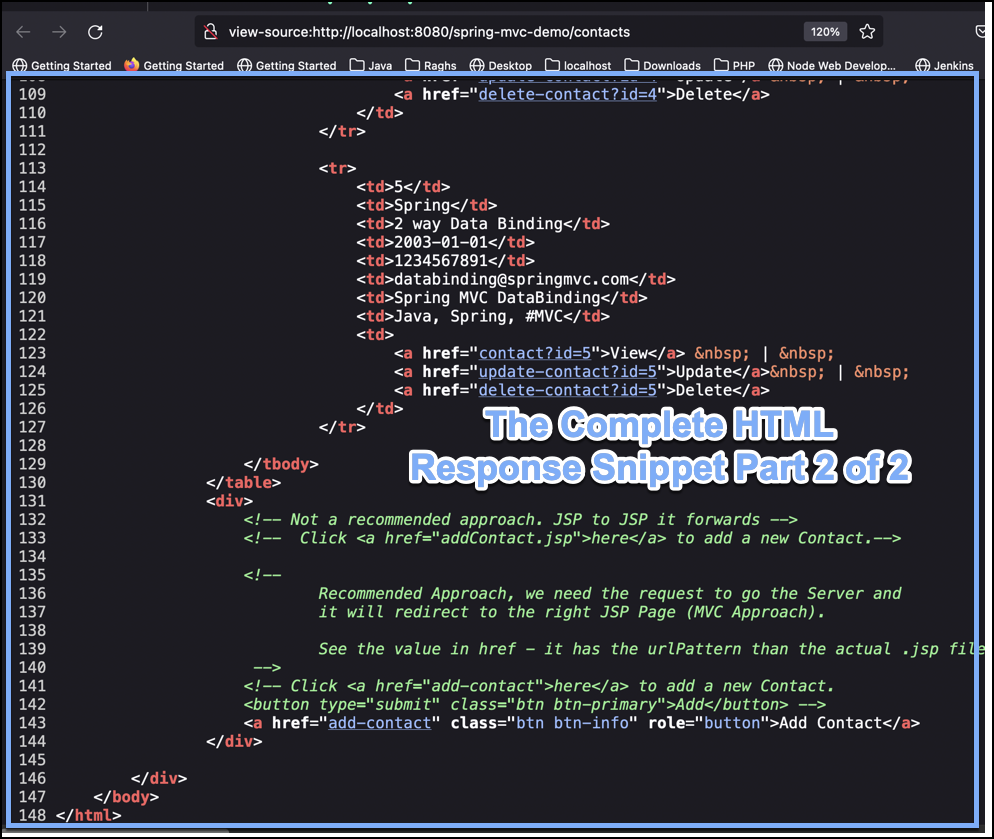 view-source:http://localhost:8080/spring-mvc-demo/contacts 120%
Getting Started Getting Started Getting Started Java Raghs Desktop localhost Downloads PHP Node Web Develop... Jenkins
109 <a href="delete-contact?id=4">Delete</a>
110 </td>
111 </tr>
112
113 <tr>
114 <td>5</td>
115 <td>Spring</td>
116 <td>2 way Data Binding</td>
117 <td>2003-01-01</td>
118 <td>1234567891</td>
119 <td>databinding@springmvc.com</td>
120 <td>Spring MVC DataBinding</td>
121 <td>Java, Spring, #MVC</td>
122 <td>
123 <a href="contact?id=5">View</a> &nbsp; | &nbsp;
124 <a href="update-contact?id=5">Update</a>&nbsp; | &nbsp;
125 <a href="delete-contact?id=5">Delete</a>
126 </td>
127 </tr>
The Complete HTML
Response Snippet Part 2 of 2
128
129 </tbody>
130 </table>
131 <div>
132 <!-- Not a recommended approach. JSP to JSP it forwards -->
133 <!--  Click <a href="addContact.jsp">here</a> to add a new Contact.-->
134
135 <!--
136 Recommended Approach, we need the request to go the Server and
137 it will redirect to the right JSP Page (MVC Approach).
138
139 See the value in href - it has the urlPattern than the actual .jsp file
140 -->
141 <!-- Click <a href="add-contact">here</a> to add a new Contact.
142 <button type="submit" class="btn btn-primary">Add</button> -->
143 <a href="add-contact" class="btn btn-info" role="button">Add Contact</a>
144 </div>
145
146 </div>
147 </body>
148 </html>